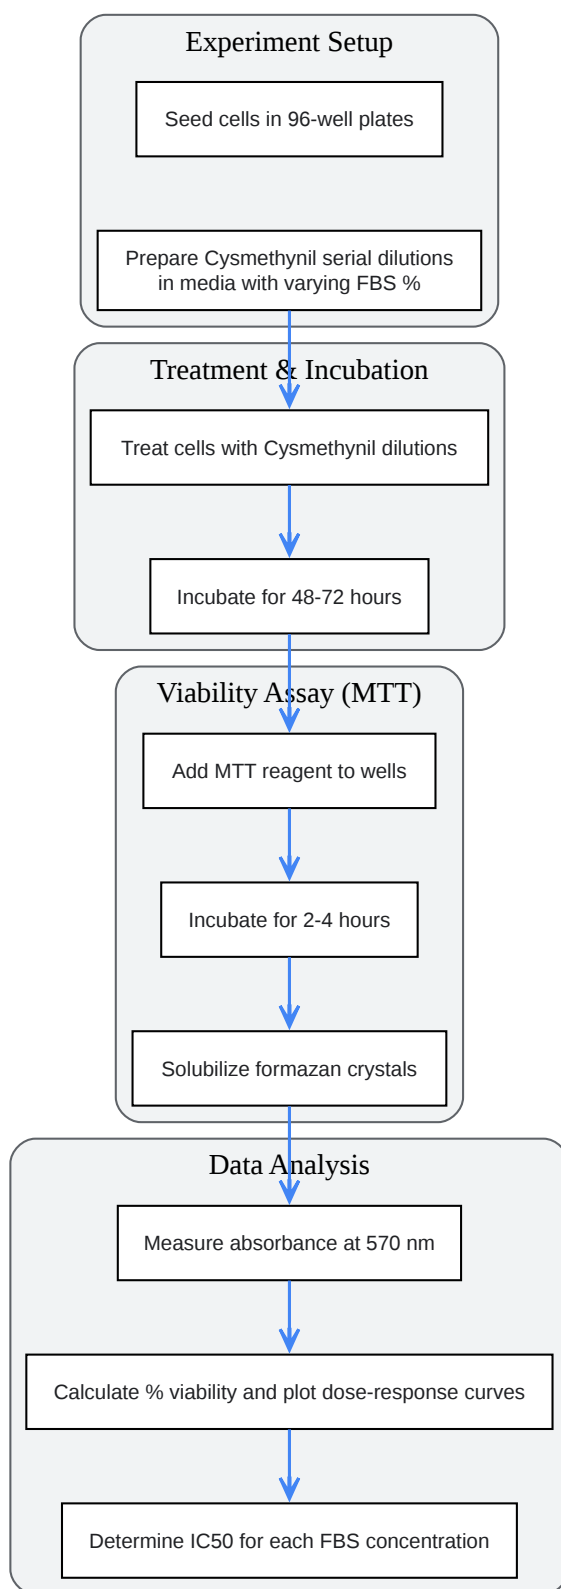 Experiment Setup
Seed cells in 96-well plates
Prepare Cysmethynil serial dilutions
in media with varying FBS %
Treatment & Incubation
Treat cells with Cysmethynil dilutions
Incubate for 48-72 hours
Viability Assay (MTT)
Add MTT reagent to wells
Incubate for 2-4 hours
Solubilize formazan crystals
Data Analysis
Measure absorbance at 570 nm
Calculate % viability and plot dose-response curves
Determine IC50 for each FBS concentration